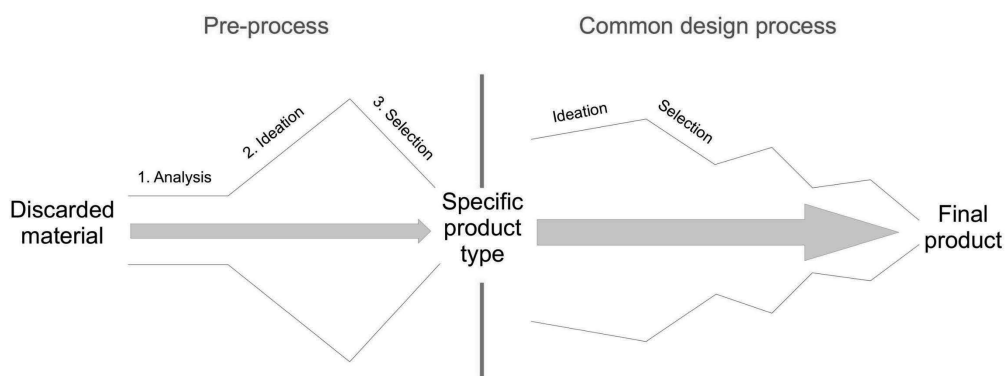 Pre-process
Common design process
1. Analysis
2. Ideation
3. Selection
Ideation
Selection
Discarded
material
Specific
product
type
Final
product